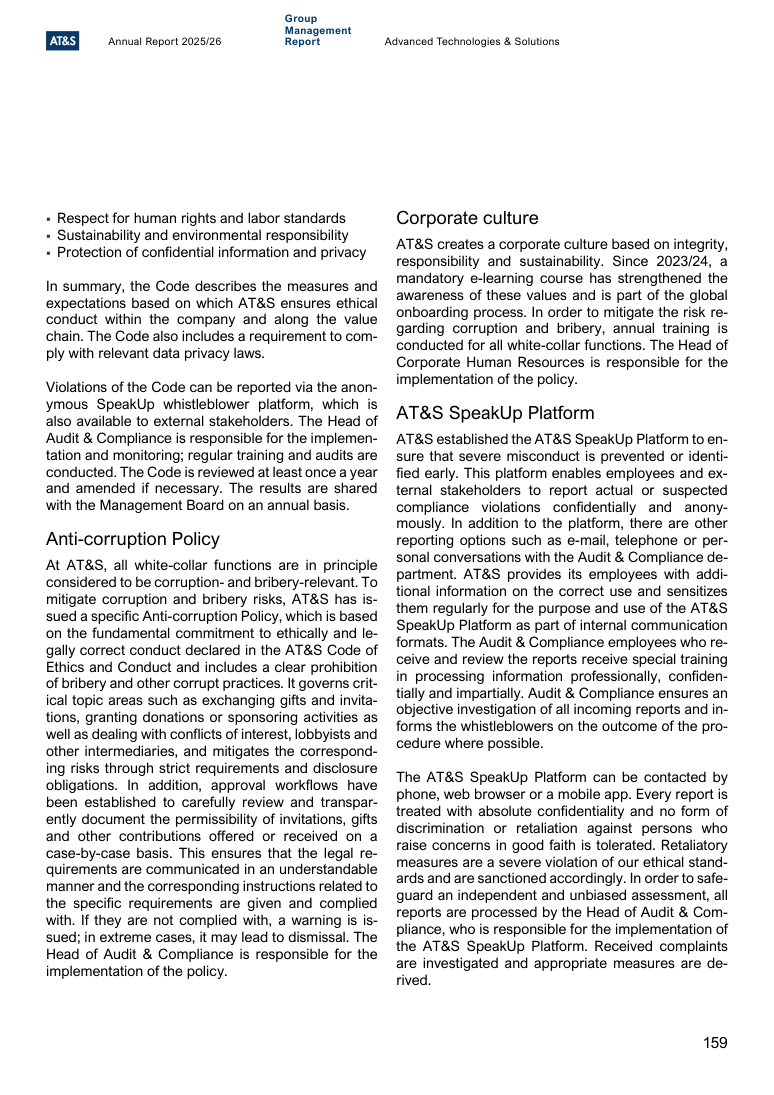 AT&S
Annual Report 2025/26
Group
Management
Report
Advanced Technologies & Solutions
▪ Respect for human rights and labor standards
▪ Sustainability and environmental responsibility
▪ Protection of confidential information and privacy
In summary, the Code describes the measures and
expectations based on which AT&S ensures ethical
conduct within the company and along the value
chain. The Code also includes a requirement to com-
ply with relevant data privacy laws.
Violations of the Code can be reported via the anon-
ymous SpeakUp whistleblower platform, which is
also available to external stakeholders. The Head of
Audit & Compliance is responsible for the implemen-
tation and monitoring; regular training and audits are
conducted. The Code is reviewed at least once a year
and amended if necessary. The results are shared
with the Management Board on an annual basis.
Anti-corruption Policy
At AT&S, all white-collar functions are in principle
considered to be corruption- and bribery-relevant. To
mitigate corruption and bribery risks, AT&S has is-
sued a specific Anti-corruption Policy, which is based
on the fundamental commitment to ethically and le-
gally correct conduct declared in the AT&S Code of
Ethics and Conduct and includes a clear prohibition
of bribery and other corrupt practices. It governs crit-
ical topic areas such as exchanging gifts and invita-
tions, granting donations or sponsoring activities as
well as dealing with conflicts of interest, lobbyists and
other intermediaries, and mitigates the correspond-
ing risks through strict requirements and disclosure
obligations. In addition, approval workflows have
been established to carefully review and transpar-
ently document the permissibility of invitations, gifts
and other contributions offered or received on a
case-by-case basis. This ensures that the legal re-
quirements are communicated in an understandable
manner and the corresponding instructions related to
the specific requirements are given and complied
with. If they are not complied with, a warning is is-
sued; in extreme cases, it may lead to dismissal. The
Head of Audit & Compliance is responsible for the
implementation of the policy.
Corporate culture
AT&S creates a corporate culture based on integrity,
responsibility and sustainability. Since 2023/24, a
mandatory e-learning course has strengthened the
awareness of these values and is part of the global
onboarding process. In order to mitigate the risk re-
garding corruption and bribery, annual training is
conducted for all white-collar functions. The Head of
Corporate Human Resources is responsible for the
implementation of the policy.
AT&S SpeakUp Platform
AT&S established the AT&S SpeakUp Platform to en-
sure that severe misconduct is prevented or identi-
fied early. This platform enables employees and ex-
ternal stakeholders to report actual or suspected
compliance violations confidentially and anony-
mously. In addition to the platform, there are other
reporting options such as e-mail, telephone or per-
sonal conversations with the Audit & Compliance de-
partment. AT&S provides its employees with addi-
tional information on the correct use and sensitizes
them regularly for the purpose and use of the AT&S
SpeakUp Platform as part of internal communication
formats. The Audit & Compliance employees who re-
ceive and review the reports receive special training
in processing information professionally, confiden-
tially and impartially. Audit & Compliance ensures an
objective investigation of all incoming reports and in-
forms the whistleblowers on the outcome of the pro-
cedure where possible.
The AT&S SpeakUp Platform can be contacted by
phone, web browser or a mobile app. Every report is
treated with absolute confidentiality and no form of
discrimination or retaliation against persons who
raise concerns in good faith is tolerated. Retaliatory
measures are a severe violation of our ethical stand-
ards and are sanctioned accordingly. In order to safe-
guard an independent and unbiased assessment, all
reports are processed by the Head of Audit & Com-
pliance, who is responsible for the implementation of
the AT&S SpeakUp Platform. Received complaints
are investigated and appropriate measures are de-
rived.
159